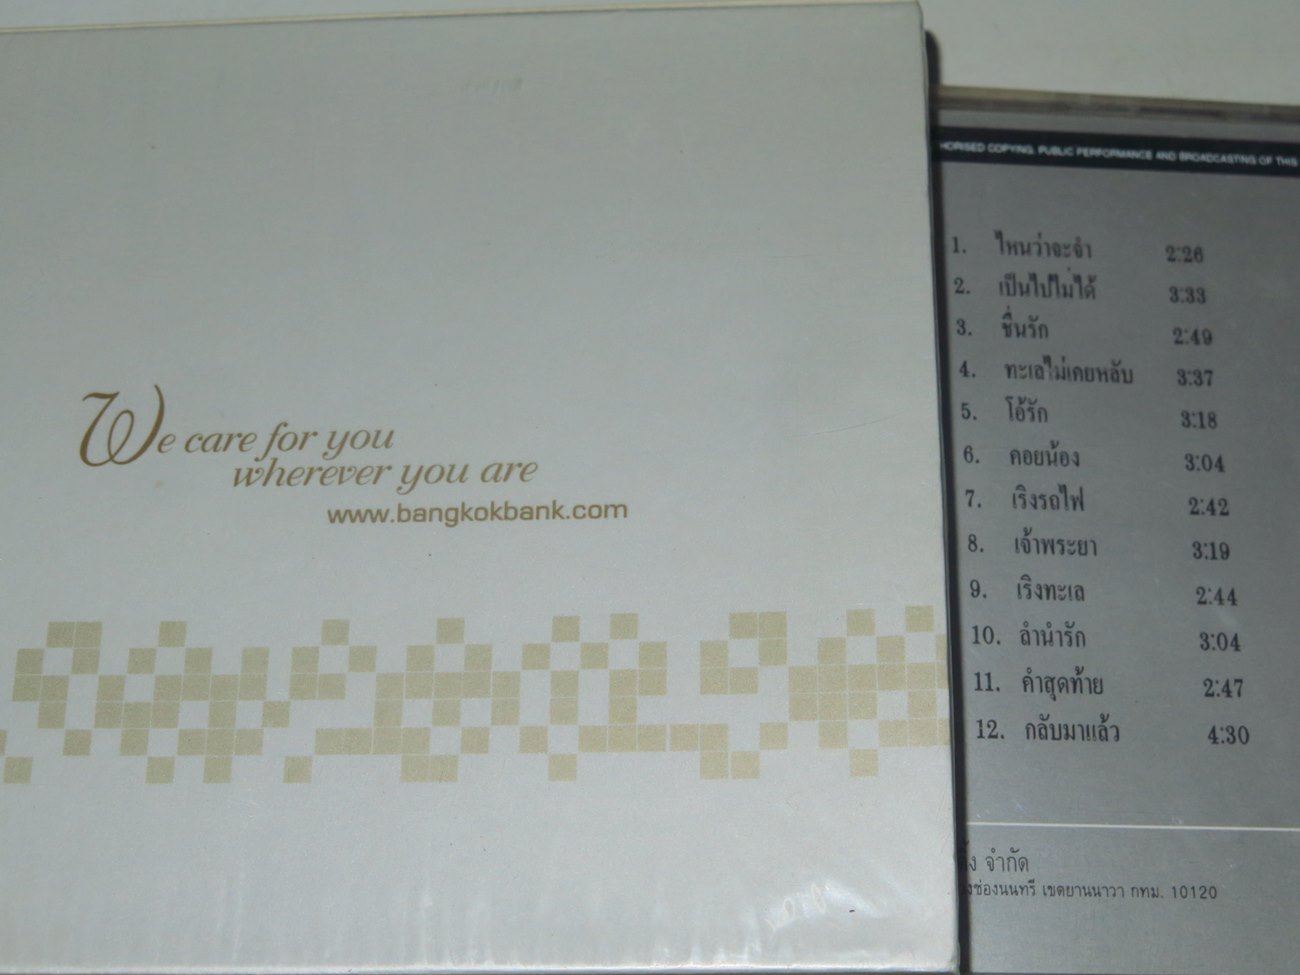 We care for you
wherever you are
www.bangkokbank.com
HORISED COPYING, PUBLIC PERFORMANCE AND BROADCASTING OF THIS
1. ไหนว่าจะจำ 2:26
2. เป็นไปไม่ได้ 3:33
3. ชื่นรัก 2:49
4. ทะเลไม่เคยหลับ 3:37
5. โอ้รัก 3:18
6. คอยน้อง 3:04
7. เริงรถไฟ 2:42
8. เจ้าพระยา 3:19
9. เริงทะเล 2:44
10. ลำนำรัก 3:04
11. คำสุดท้าย 2:47
12. กลับมาแล้ว 4:30
จำกัด
ช่องนนทรี เขตยานนาวา กทม. 10120